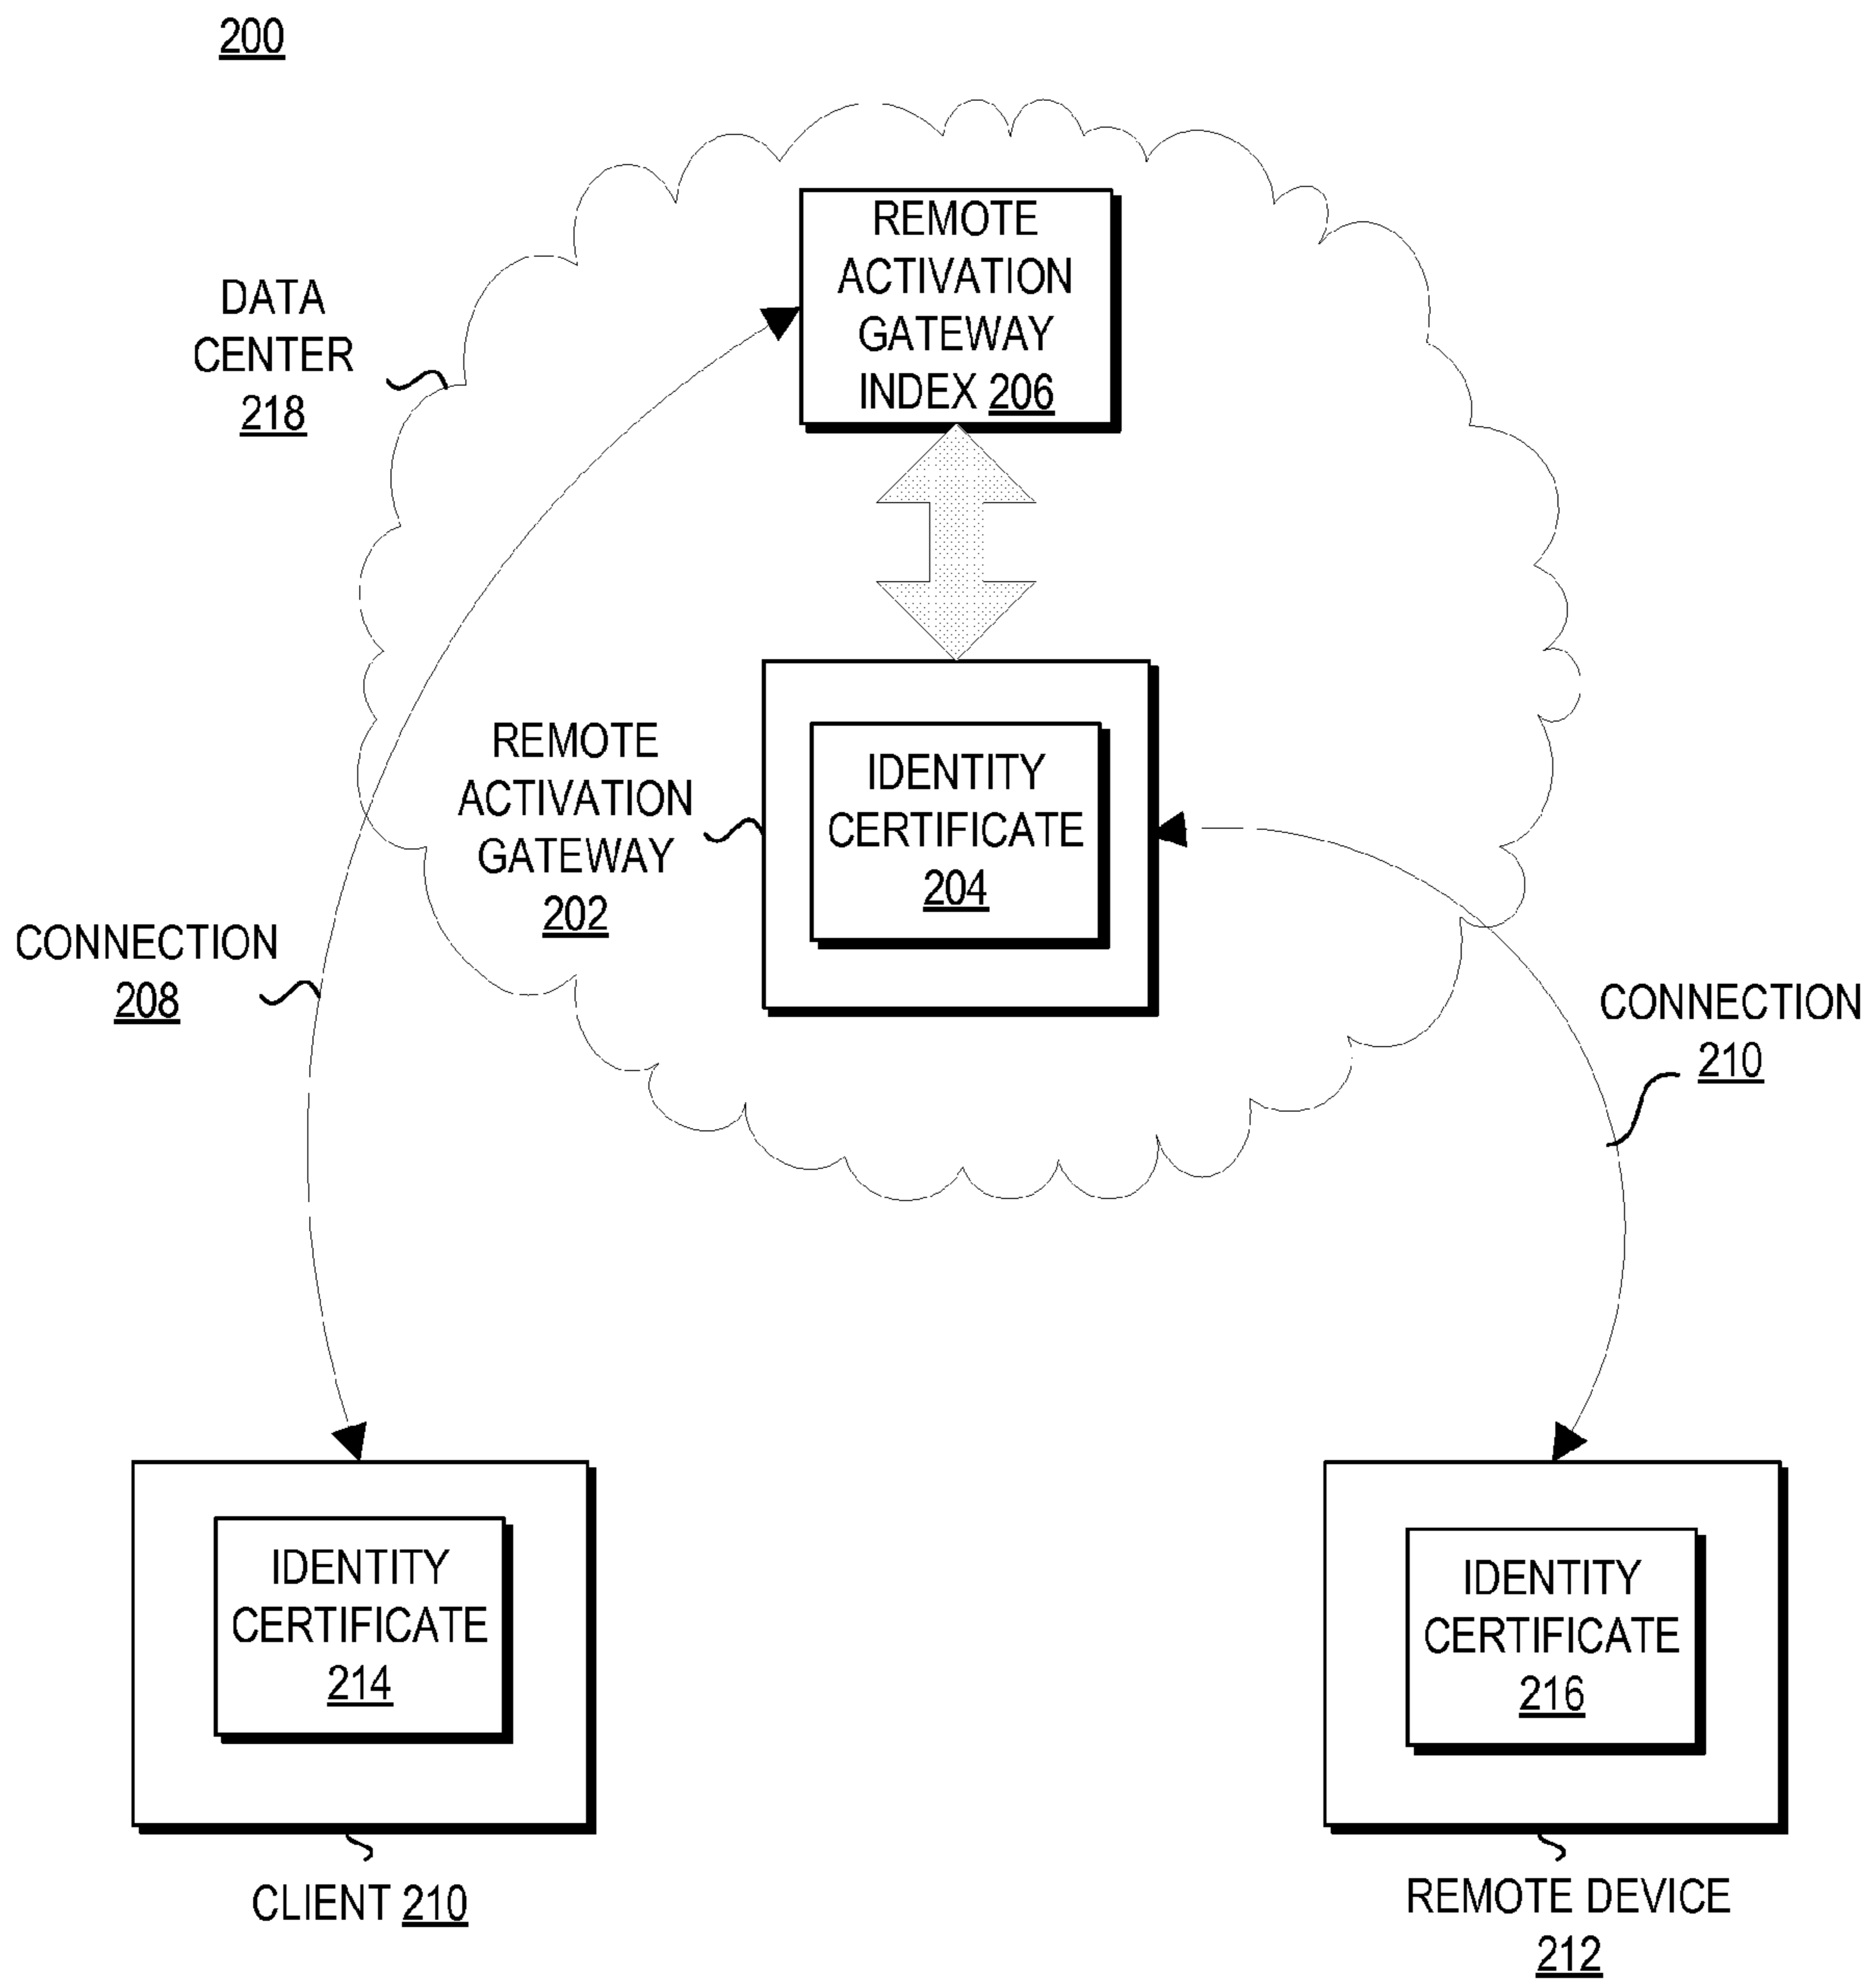 200
REMOTE
ACTIVATION
GATEWAY
INDEX 206
DATA
CENTER
218
REMOTE
ACTIVATION
GATEWAY
202
IDENTITY
CERTIFICATE
204
CONNECTION
208
CONNECTION
210
IDENTITY
CERTIFICATE
214
IDENTITY
CERTIFICATE
216
CLIENT 210
REMOTE DEVICE
212